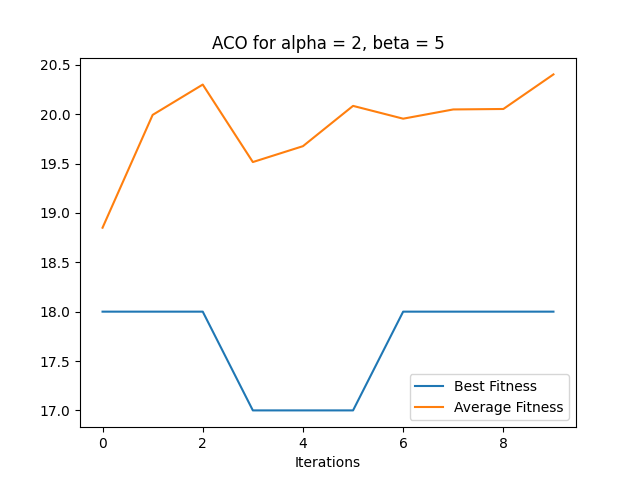 ACO for alpha = 2, beta = 5
20.5
20.0
19.5
19.0
18.5
18.0
17.5
17.0
Best Fitness
Average Fitness
0 2 4 6 8
Iterations